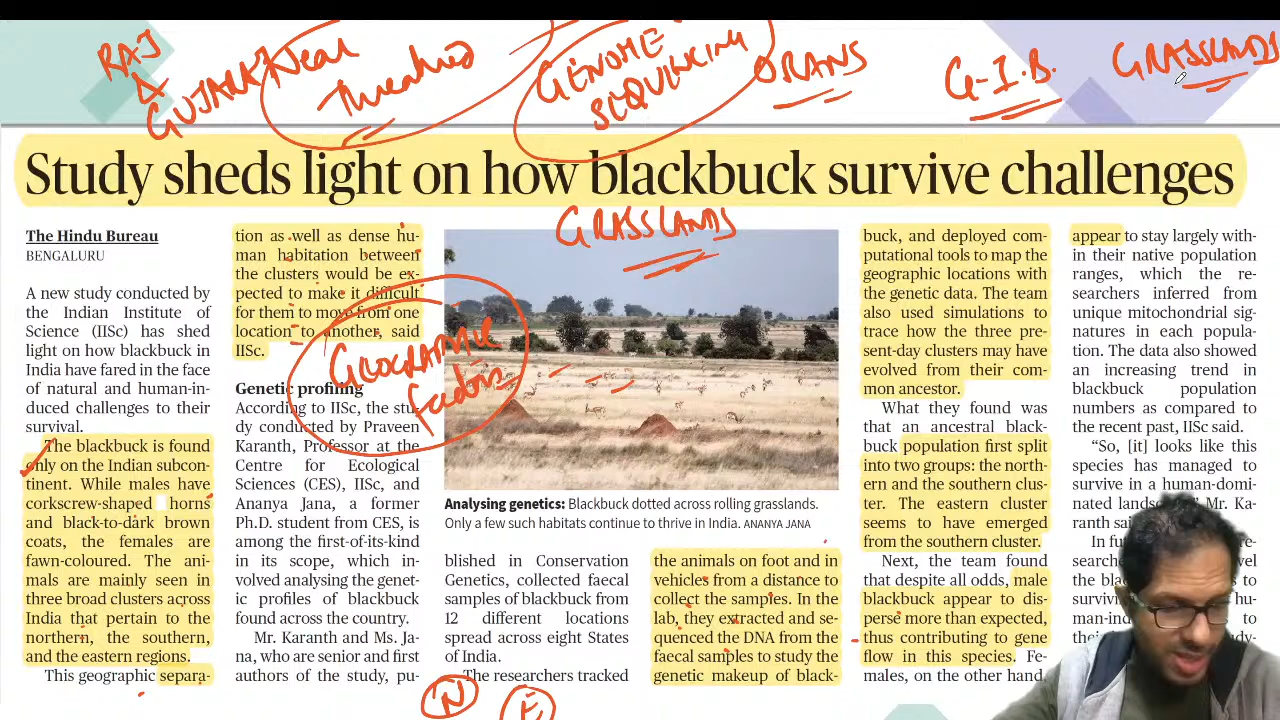 RAJ
&
GUJARAT
Near
Threatned
GENOME
SEQUENCING
ORANS
G.I.B.
GRASSLANDS
Study sheds light on how blackbuck survive challenges
GRASSLANDS
The Hindu Bureau
BENGALURU
A new study conducted by
the Indian Institute of
Science (IISc) has shed
light on how blackbuck in
India have fared in the face
of natural and human-in-
duced challenges to their
survival.
The blackbuck is found
only on the Indian subcon-
tinent. While males have
corkscrew-shaped horns
and black-to-dark brown
coats, the females are
fawn-coloured. The ani-
mals are mainly seen in
three broad clusters across
India that pertain to the
northern, the southern,
and the eastern regions.
This geographic separa-
tion as well as dense hu-
man habitation between
the clusters would be ex-
pected to make it difficult
for them to move from one
location to another, said
IISc.
GEOGRAPHIC
factors
Genetic profiling
According to IISc, the stu-
dy conducted by Praveen
Karanth, Professor at the
Centre for Ecological
Sciences (CES), IISc, and
Ananya Jana, a former
Ph.D. student from CES, is
among the first-of-its-kind
in its scope, which in-
volved analysing the genet-
ic profiles of blackbuck
found across the country.
Mr. Karanth and Ms. Ja-
na, who are senior and first
authors of the study, pu-
Analysing genetics: Blackbuck dotted across rolling grasslands.
Only a few such habitats continue to thrive in India. ANANYA JANA
blished in Conservation
Genetics, collected faecal
samples of blackbuck from
12 different locations
spread across eight States
of India.
The researchers tracked
N
E
the animals on foot and in
vehicles from a distance to
collect the samples. In the
lab, they extracted and se-
quenced the DNA from the
faecal samples to study the
genetic makeup of black-
buck, and deployed com-
putational tools to map the
geographic locations with
the genetic data. The team
also used simulations to
trace how the three pre-
sent-day clusters may have
evolved from their com-
mon ancestor.
What they found was
that an ancestral black-
buck population first split
into two groups: the north-
ern and the southern clus-
ter. The eastern cluster
seems to have emerged
from the southern cluster.
Next, the team found
that despite all odds, male
blackbuck appear to dis-
perse more than expected,
thus contributing to gene
flow in this species. Fe-
males, on the other hand,
appear to stay largely with-
in their native population
ranges, which the re-
searchers inferred from
unique mitochondrial sig-
natures in each popula-
tion. The data also showed
an increasing trend in
blackbuck population
numbers as compared to
the recent past, IISc said.
"So, [it] looks like this
species has managed to
survive in a human-domi-
nated Mr. Ka-
ranth
In re-
the to
hu-
to